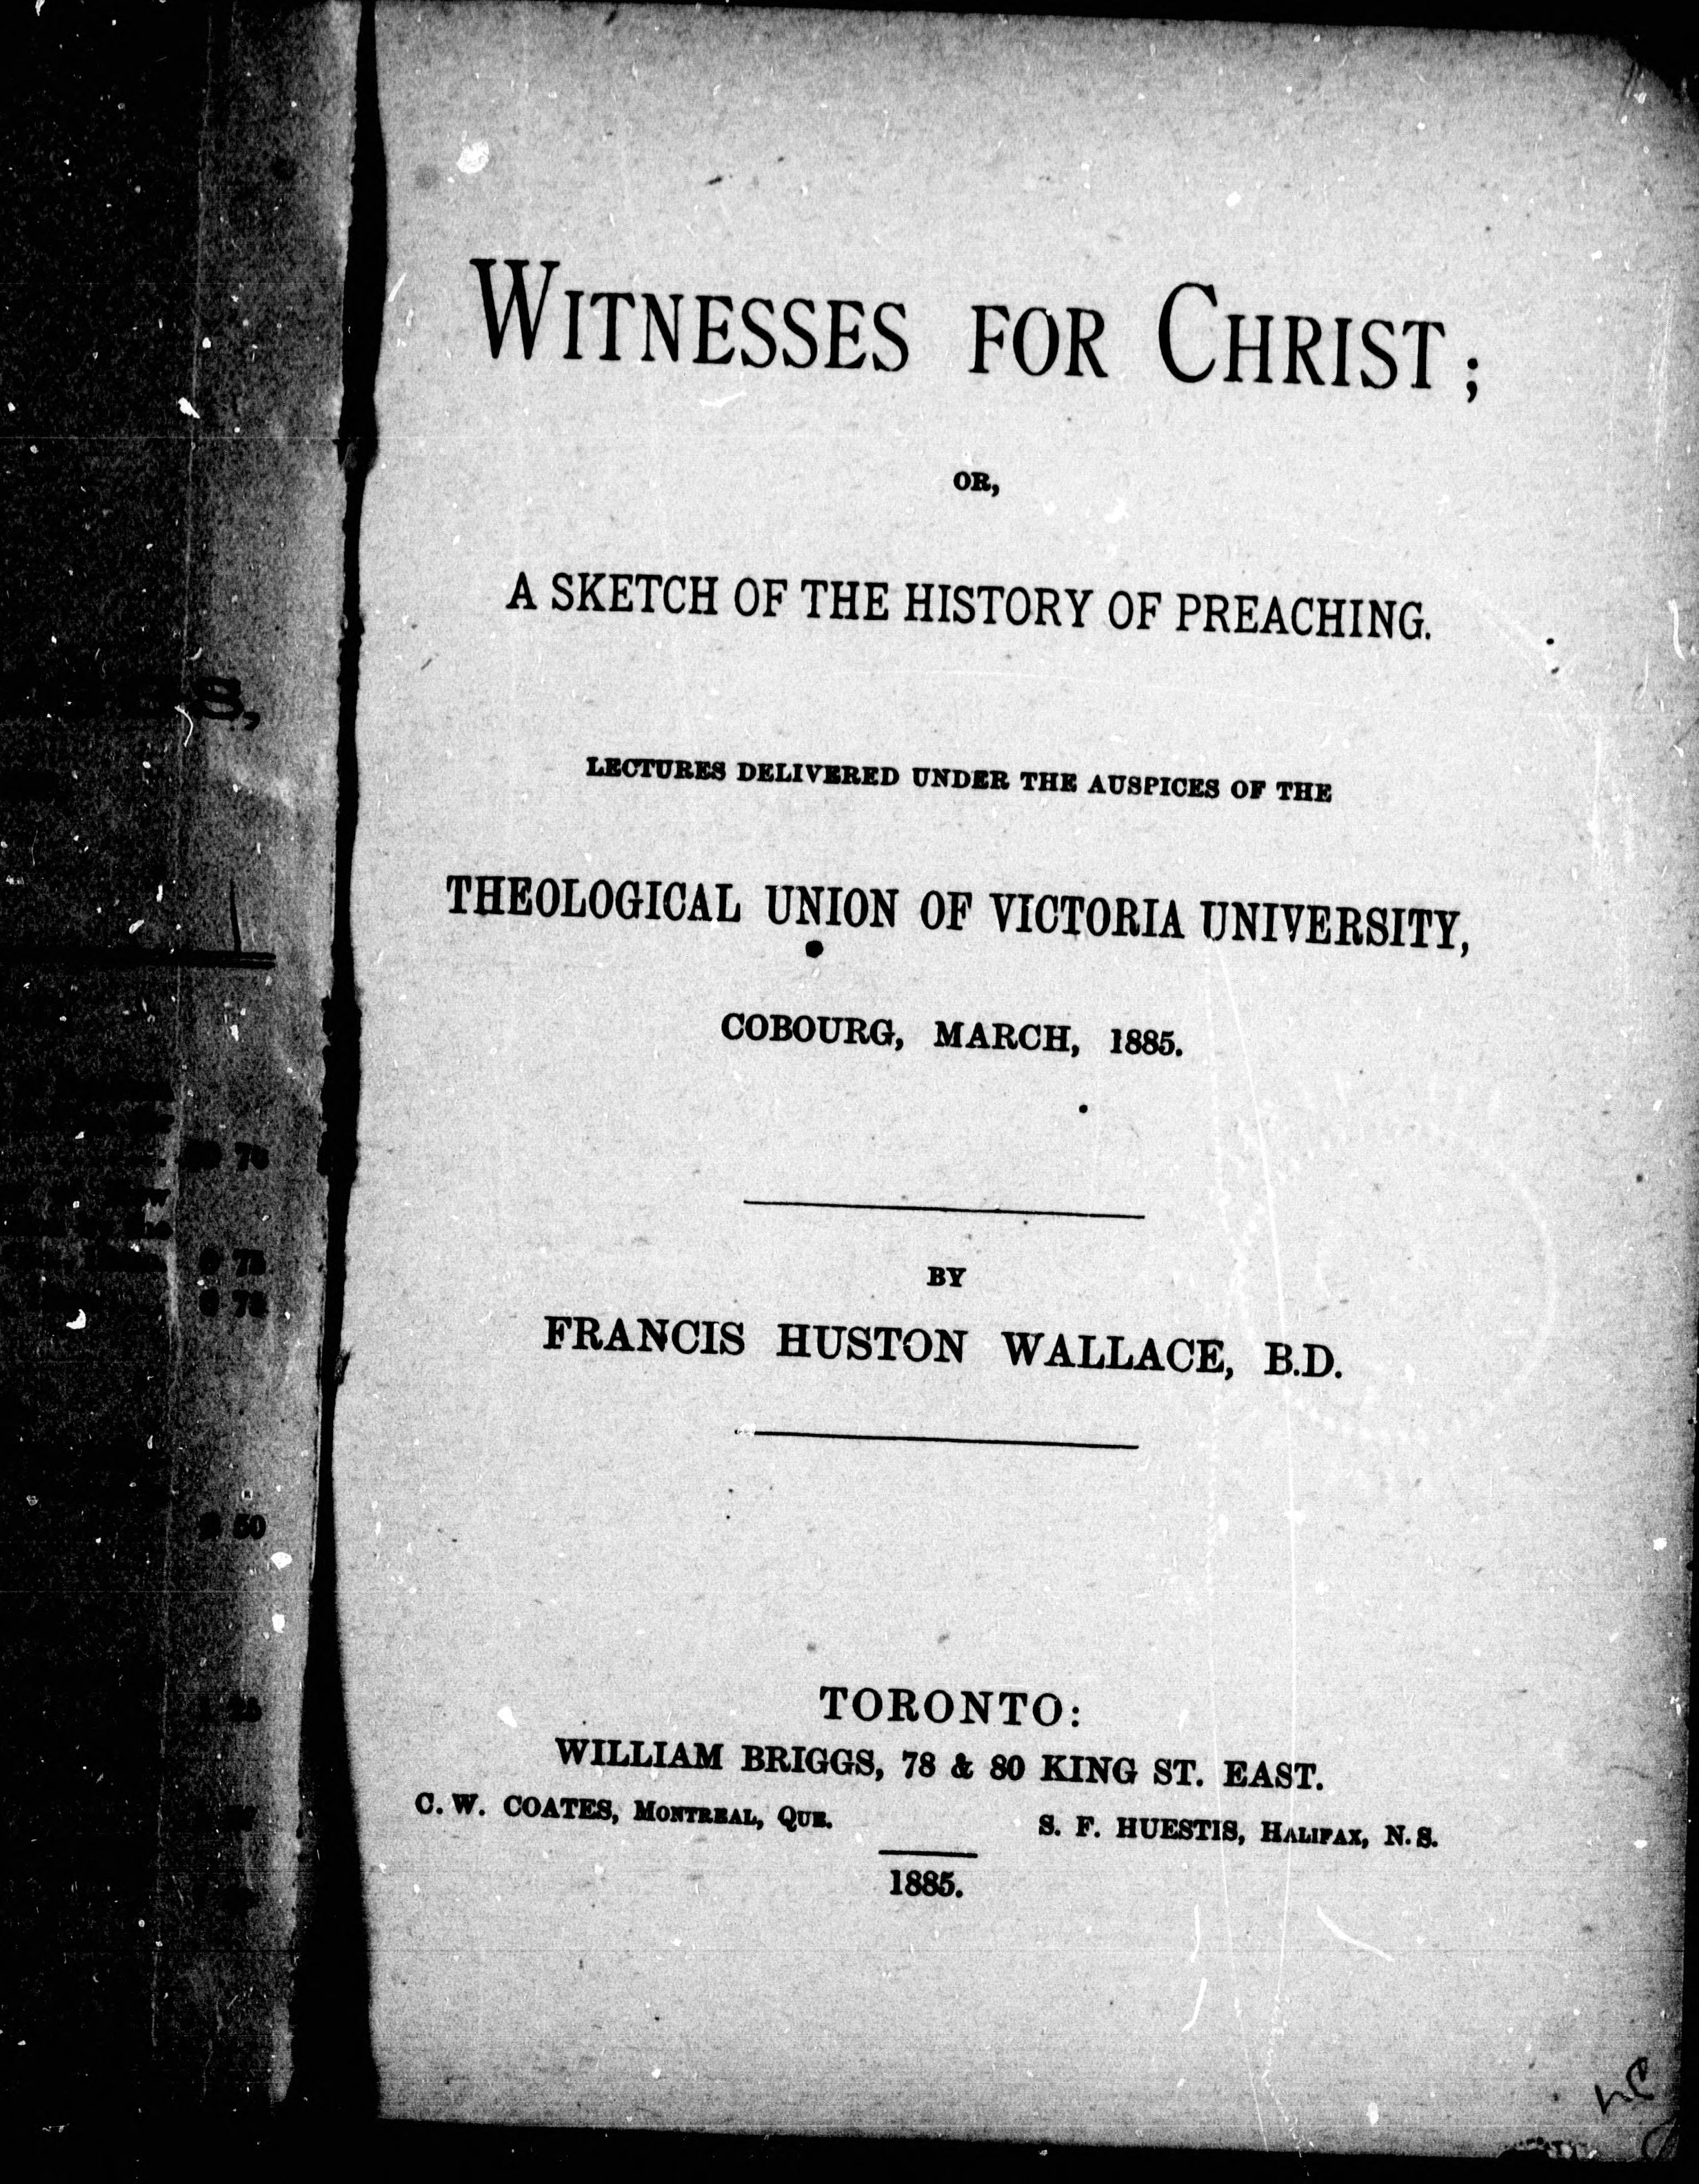 WITNESSES FOR CHRIST;
OR,
A SKETCH OF THE HISTORY OF PREACHING.
LECTURES DELIVERED UNDER THE AUSPICES OF THE
THEOLOGICAL UNION OF VICTORIA UNIVERSITY,
COBOURG, MARCH, 1885.
BY
FRANCIS HUSTON WALLACE, B.D.
TORONTO:
WILLIAM BRIGGS, 78 & 80 KING ST. EAST.
C. W. COATES, MONTREAL, QUE. S. F. HUESTIS, HALIFAX, N. S.
1885.